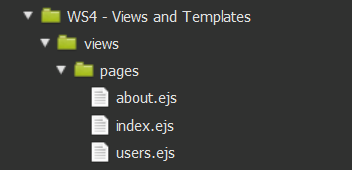 WS4 - Views and Templates
views
pages
about.ejs
index.ejs
users.ejs